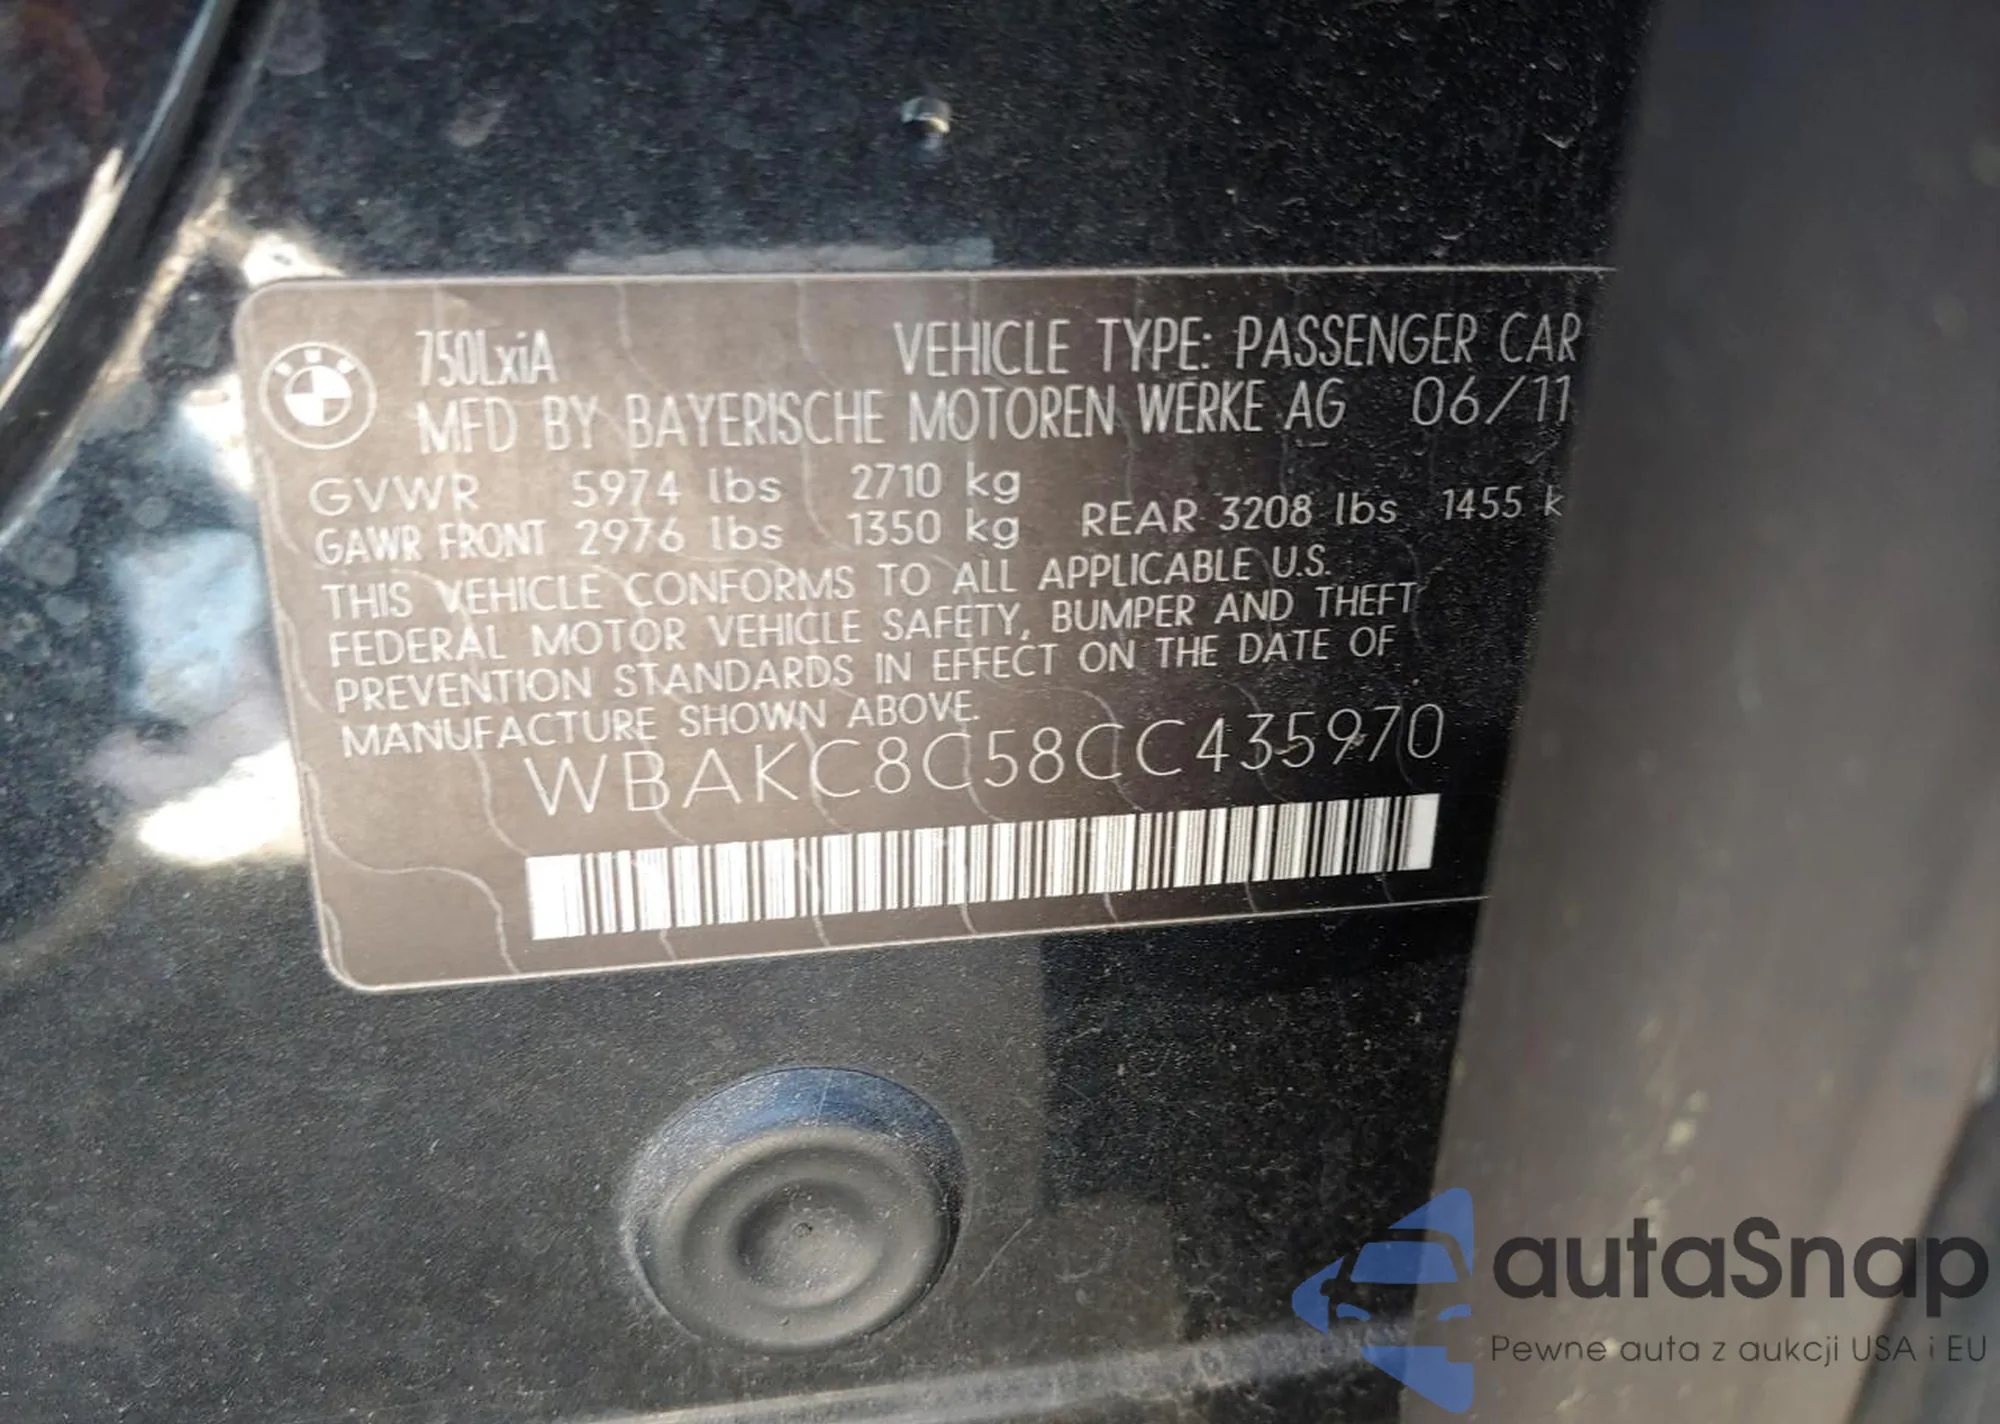 750LxiA VEHICLE TYPE: PASSENGER CAR
MFD BY BAYERISCHE MOTOREN WERKE AG 06/11
GVWR 5974 lbs 2710 kg
GAWR FRONT 2976 lbs 1350 kg REAR 3208 lbs 1455 k
THIS VEHICLE CONFORMS TO ALL APPLICABLE U.S.
FEDERAL MOTOR VEHICLE SAFETY, BUMPER AND THEFT
PREVENTION STANDARDS IN EFFECT ON THE DATE OF
MANUFACTURE SHOWN ABOVE.
WBAKC8C58CC435970
autaSnap
Pewne auta z aukcji USA i EU